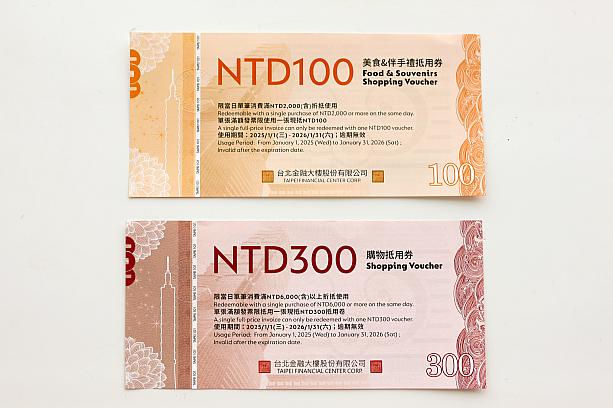 NTD100
美食&伴手禮抵用券
Food & Souvenirs
Shopping Voucher
限當日單筆消費滿NTD2,000(含)折抵使用
Redeemable with a single purchase of NTD2,000 or more on the same day.
單張滿額發票限使用一張現抵NTD100
A single full-price invoice can only be redeemed with one NTD100 voucher.
使用期間：2025/1/1(三) - 2026/1/31(六)；逾期無效
Usage Period: From January 1, 2025 (Wed) to January 31, 2026 (Sat) ;
Invalid after the expiration date.
台北金融大樓股份有限公司
TAIPEI FINANCIAL CENTER CORP.
100
NTD300
購物抵用券
Shopping Voucher
限當日單筆消費滿NTD6,000(含)以上折抵使用
Redeemable with a single purchase of NTD6,000 or more on the same day.
單張滿額發票限抵用一張現抵NTD300抵用卷
A single full-price invoice can only be redeemed with one NTD300 voucher.
使用期間：2025/1/1(三) - 2026/1/31(六)；逾期無效
Usage Period: From January 1, 2025 (Wed) to January 31, 2026 (Sat) ;
Invalid after the expiration date.
台北金融大樓股份有限公司
TAIPEI FINANCIAL CENTER CORP.
300